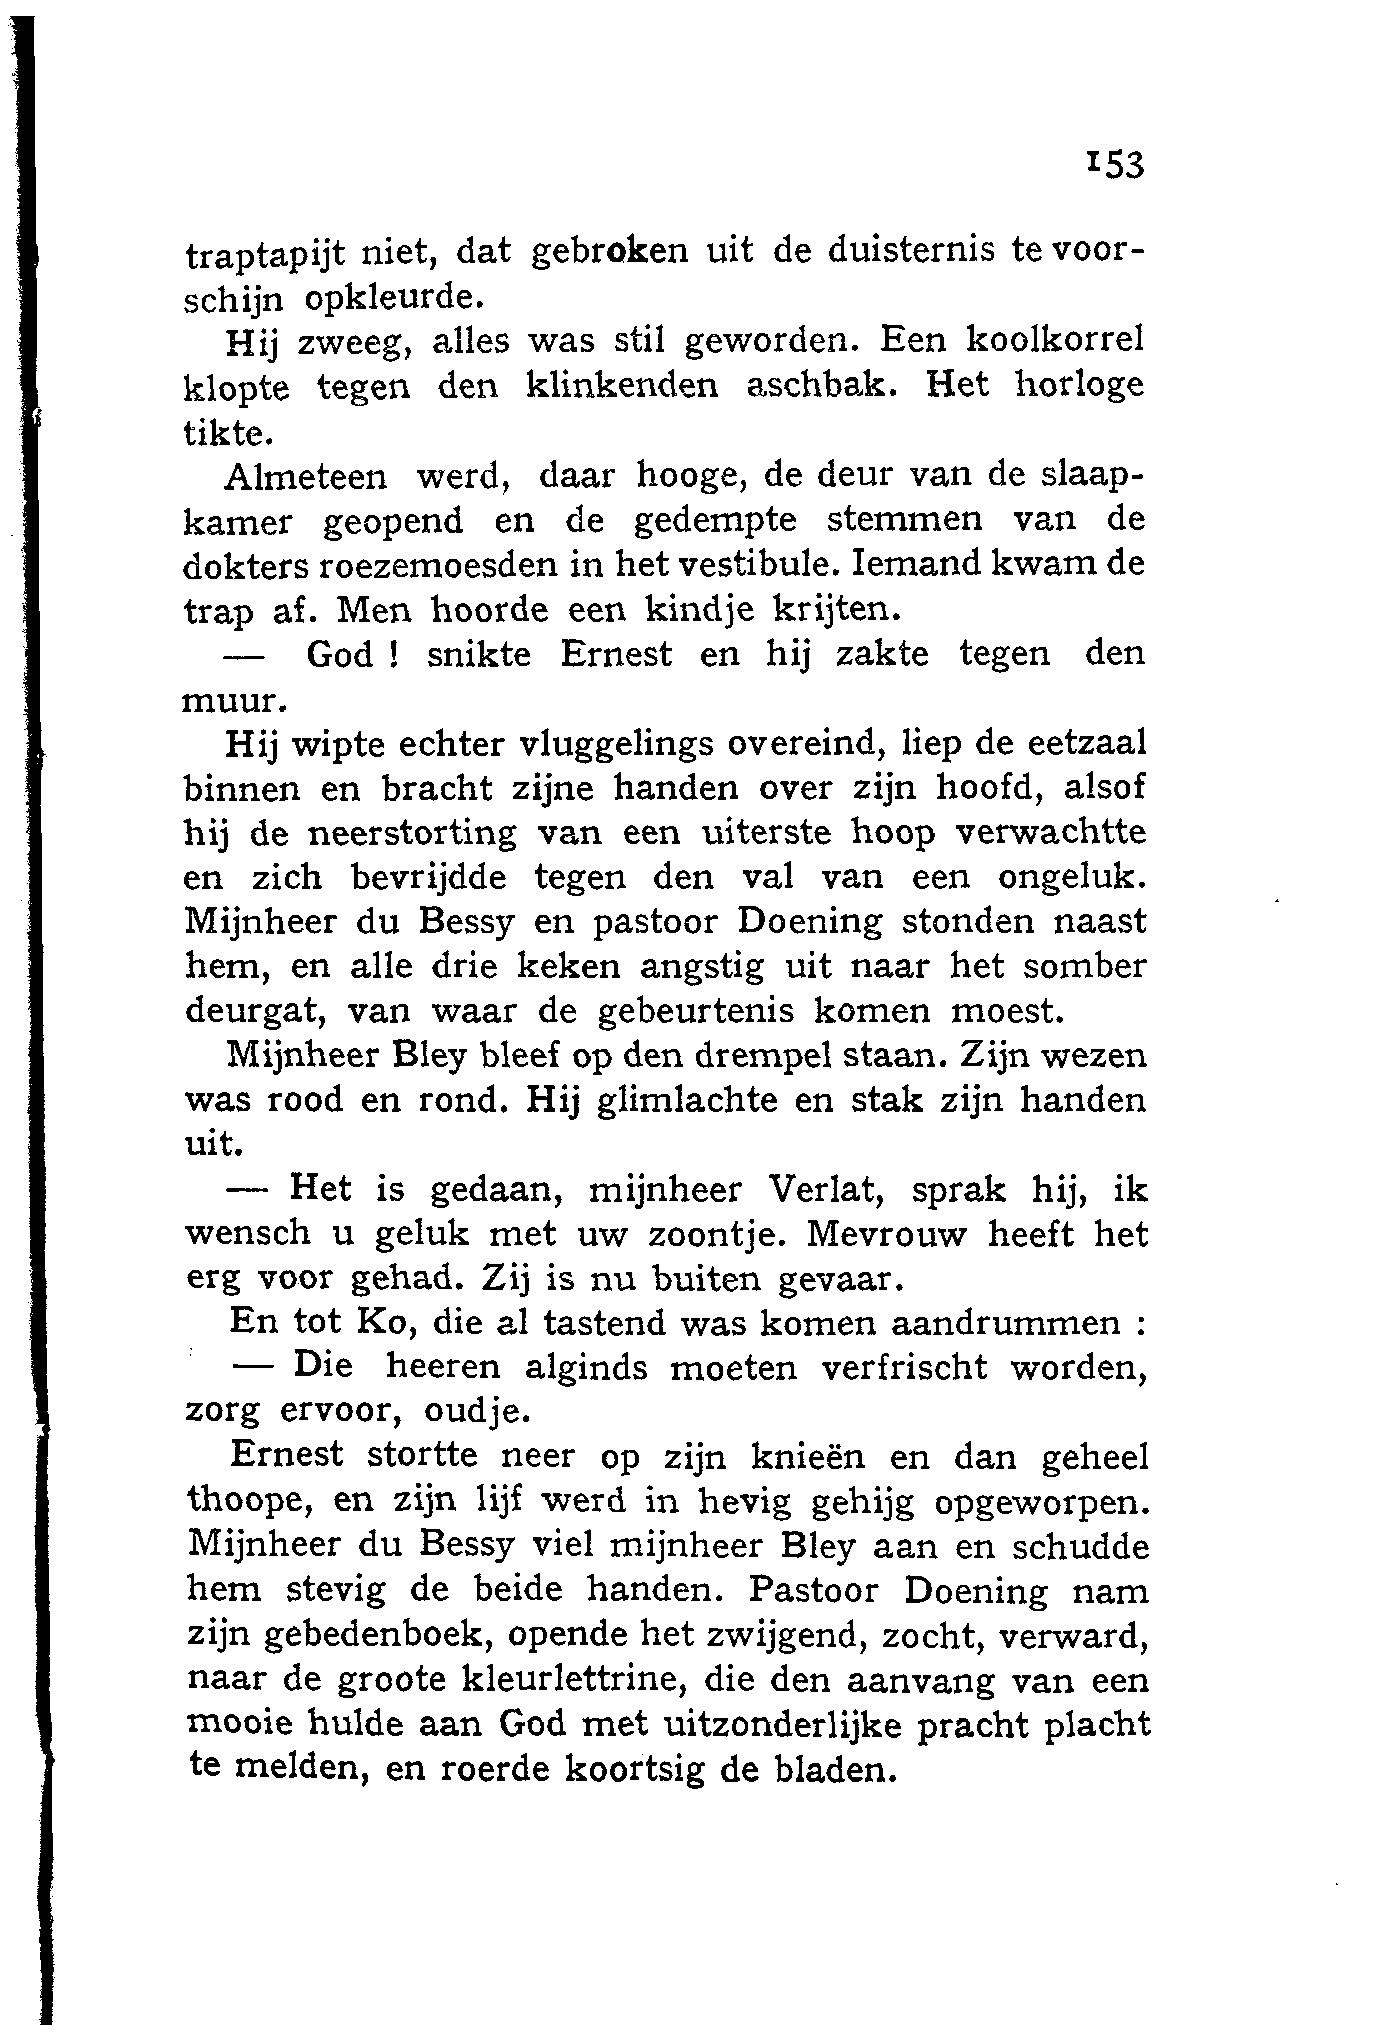 153
traptapijt niet, dat gebroken uit de duisternis te voor-
schijn opkleurde.
Hij zweeg, alles was stil geworden. Een koolkorrel
klopte tegen den klinkenden aschbak. Het horloge
tikte.
Almeteen werd, daar hooge, de deur van de slaap-
kamer geopend en de gedempte stemmen van de
dokters roezemoesden in het vestibule. Iemand kwam de
trap af. Men hoorde een kindje krijten.
— God ! snikte Ernest en hij zakte tegen den
muur.
Hij wipte echter vluggelings overeind, liep de eetzaal
binnen en bracht zijne handen over zijn hoofd, alsof
hij de neerstorting van een uiterste hoop verwachtte
en zich bevrijdde tegen den val van een ongeluk.
Mijnheer du Bessy en pastoor Doening stonden naast
hem, en alle drie keken angstig uit naar het somber
deurgat, van waar de gebeurtenis komen moest.
Mijnheer Bley bleef op den drempel staan. Zijn wezen
was rood en rond. Hij glimlachte en stak zijn handen
uit.
— Het is gedaan, mijnheer Verlat, sprak hij, ik
wensch u geluk met uw zoontje. Mevrouw heeft het
erg voor gehad. Zij is nu buiten gevaar.
En tot Ko, die al tastend was komen aandrummen :
— Die heeren alginds moeten verfrischt worden,
zorg ervoor, oudje.
Ernest stortte neer op zijn knieën en dan geheel
thoope, en zijn lijf werd in hevig gehijg opgeworpen.
Mijnheer du Bessy viel mijnheer Bley aan en schudde
hem stevig de beide handen. Pastoor Doening nam
zijn gebedenboek, opende het zwijgend, zocht, verward,
naar de groote kleurlettrine, die den aanvang van een
mooie hulde aan God met uitzonderlijke pracht placht
te melden, en roerde koortsig de bladen.